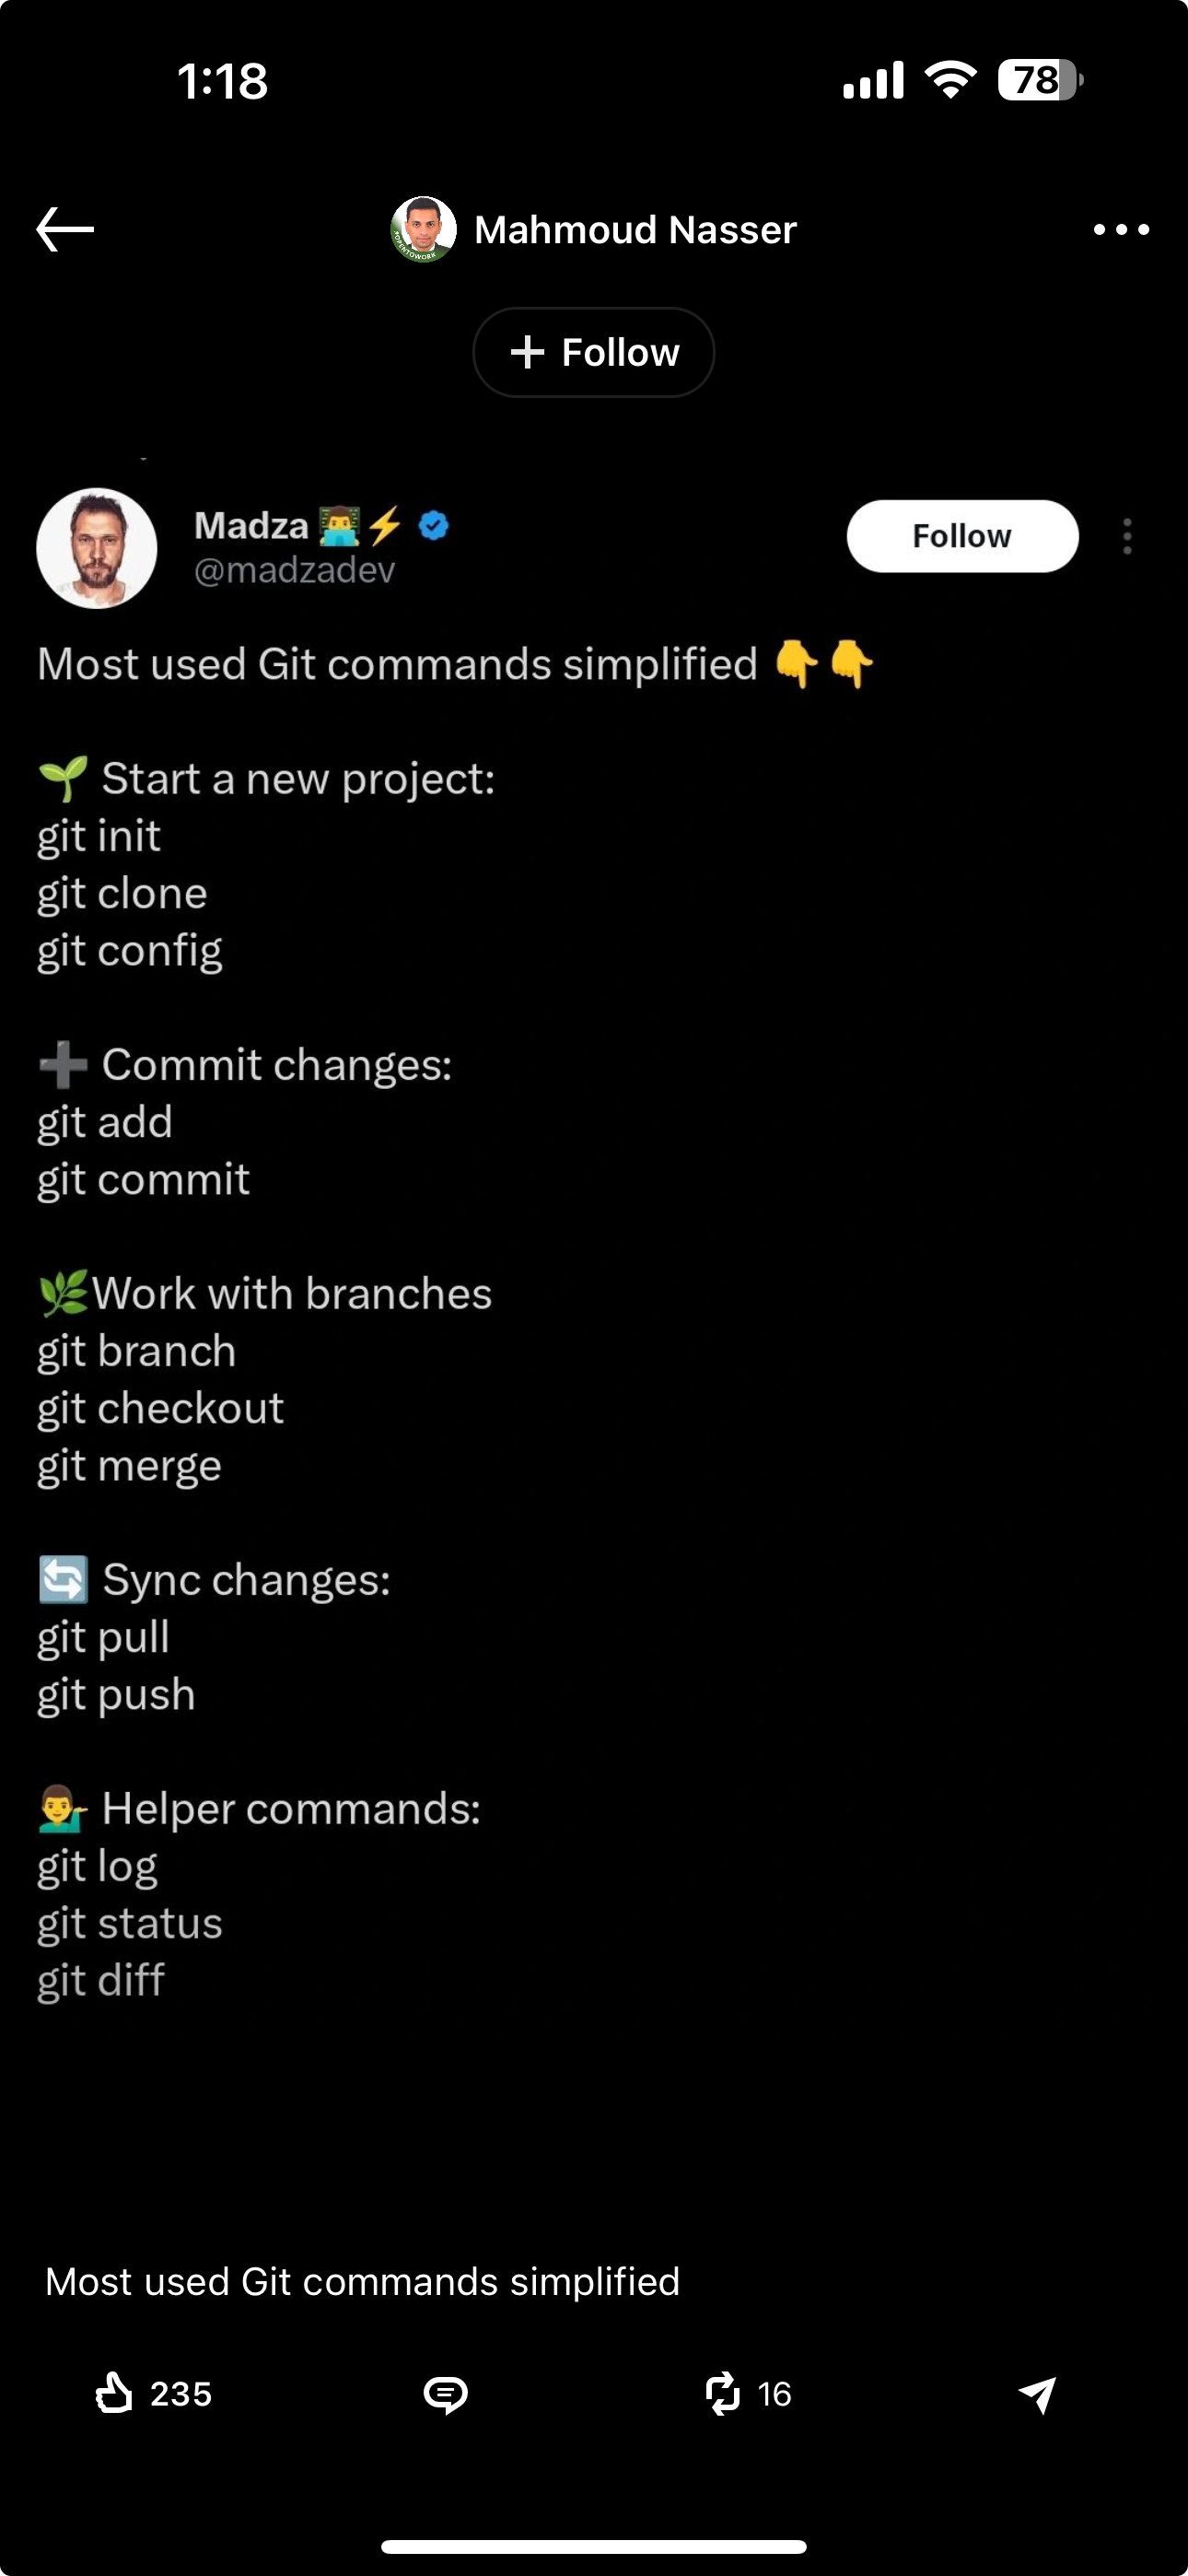 1:18
78
Mahmoud Nasser
#OPENTOWORK
+ Follow
Madza 👨‍💻⚡
@madzadev
Follow
Most used Git commands simplified 👇👇
🌱 Start a new project:
git init
git clone
git config
➕ Commit changes:
git add
git commit
🌿Work with branches
git branch
git checkout
git merge
🔄 Sync changes:
git pull
git push
💁‍♂️ Helper commands:
git log
git status
git diff
Most used Git commands simplified
235
16